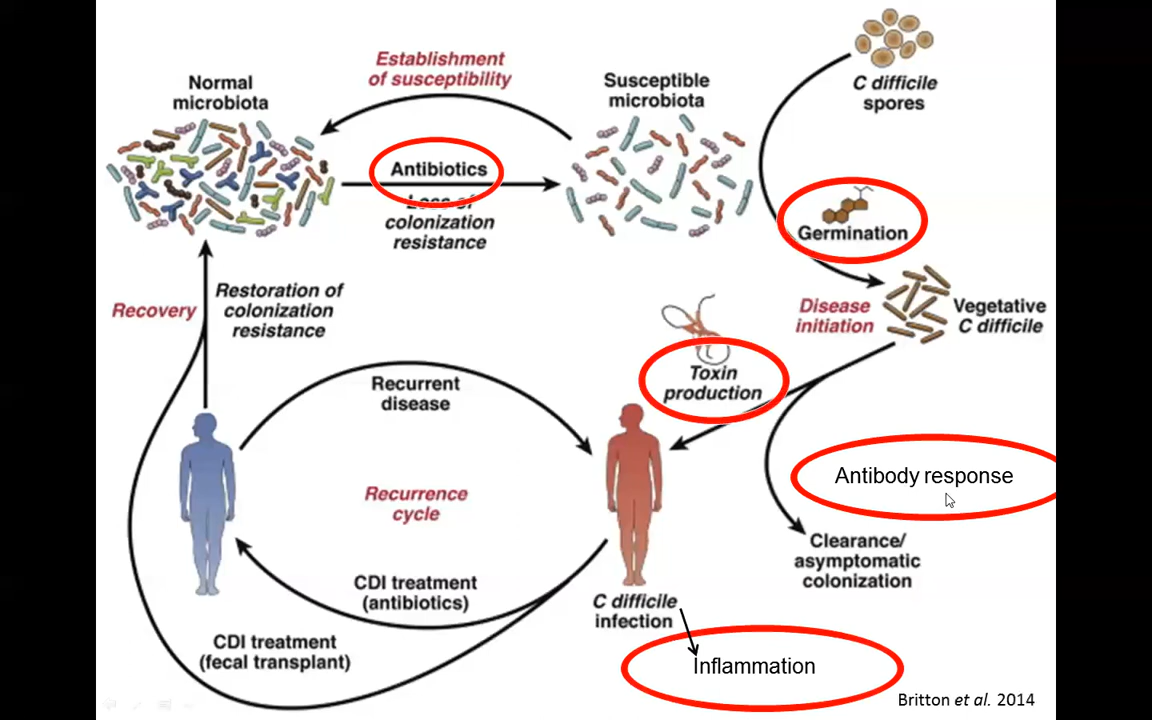 Establishment
of susceptibility
Normal
microbiota
Susceptible
microbiota
C difficile
spores
Antibiotics
Loss of
colonization
resistance
Germination
Recovery
Restoration of
colonization
resistance
Disease
initiation
Vegetative
C difficile
Toxin
production
Recurrent
disease
Antibody response
Recurrence
cycle
Clearance/
asymptomatic
colonization
CDI treatment
(antibiotics)
C difficile
infection
CDI treatment
(fecal transplant)
Inflammation
Britton et al. 2014